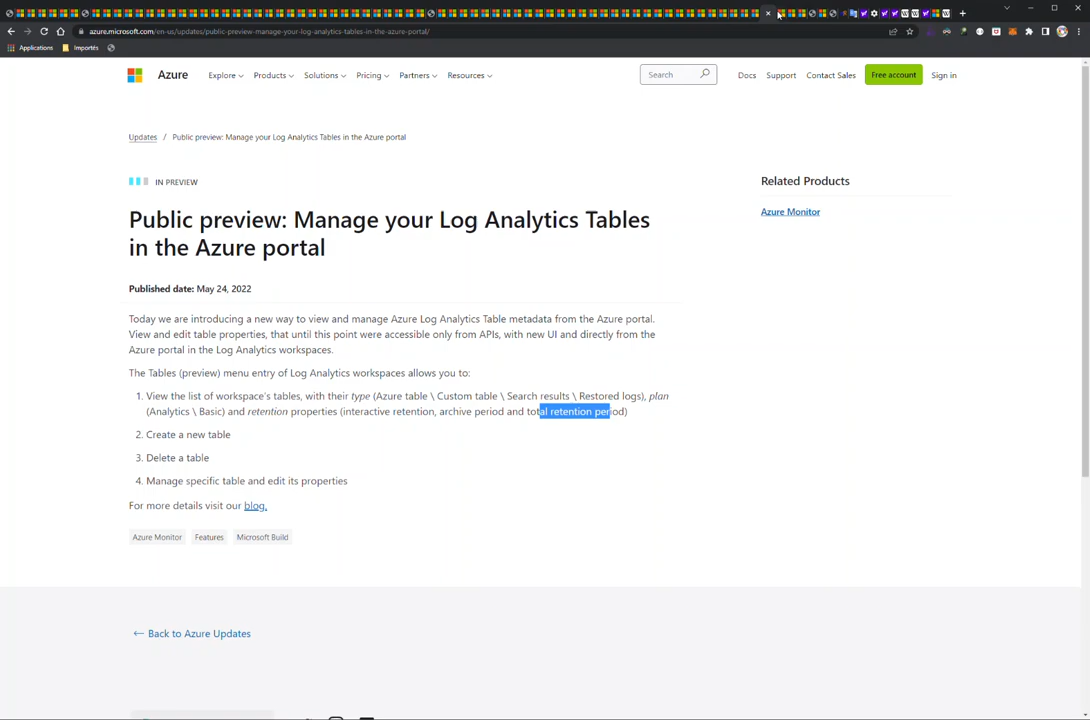 azure.microsoft.com/en-us/updates/public-preview-manage-your-log-analytics-tables-in-the-azure-portal/
Applications Importés
Azure Explore Products Solutions Pricing Partners Resources Search Docs Support Contact Sales Free account Sign in
Updates / Public preview: Manage your Log Analytics Tables in the Azure portal
IN PREVIEW
Related Products
Azure Monitor
Public preview: Manage your Log Analytics Tables
in the Azure portal
Published date: May 24, 2022
Today we are introducing a new way to view and manage Azure Log Analytics Table metadata from the Azure portal.
View and edit table properties, that until this point were accessible only from APIs, with new UI and directly from the
Azure portal in the Log Analytics workspaces.
The Tables (preview) menu entry of Log Analytics workspaces allows you to:
1. View the list of workspace's tables, with their type (Azure table \ Custom table \ Search results \ Restored logs), plan
(Analytics \ Basic) and retention properties (interactive retention, archive period and total retention period)
2. Create a new table
3. Delete a table
4. Manage specific table and edit its properties
For more details visit our blog.
Azure Monitor Features Microsoft Build
← Back to Azure Updates